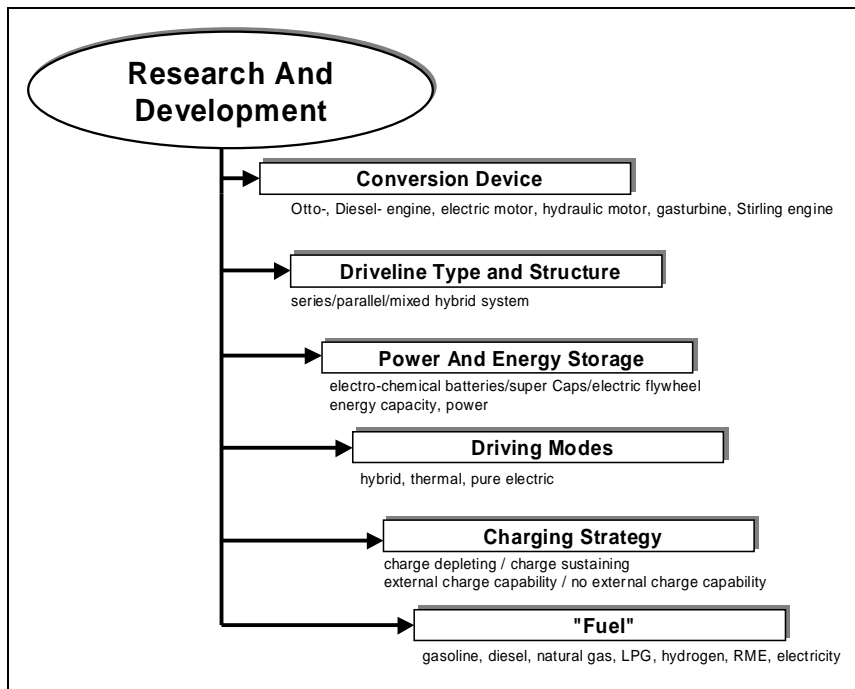 Research And
Development
Conversion Device
Otto-, Diesel- engine, electric motor, hydraulic motor, gasturbine, Stirling engine
Driveline Type and Structure
series/parallel/mixed hybrid system
Power And Energy Storage
electro-chemical batteries/super Caps/electric flywheel
energy capacity, power
Driving Modes
hybrid, thermal, pure electric
Charging Strategy
charge depleting / charge sustaining
external charge capability / no external charge capability
"Fuel"
gasoline, diesel, natural gas, LPG, hydrogen, RME, electricity